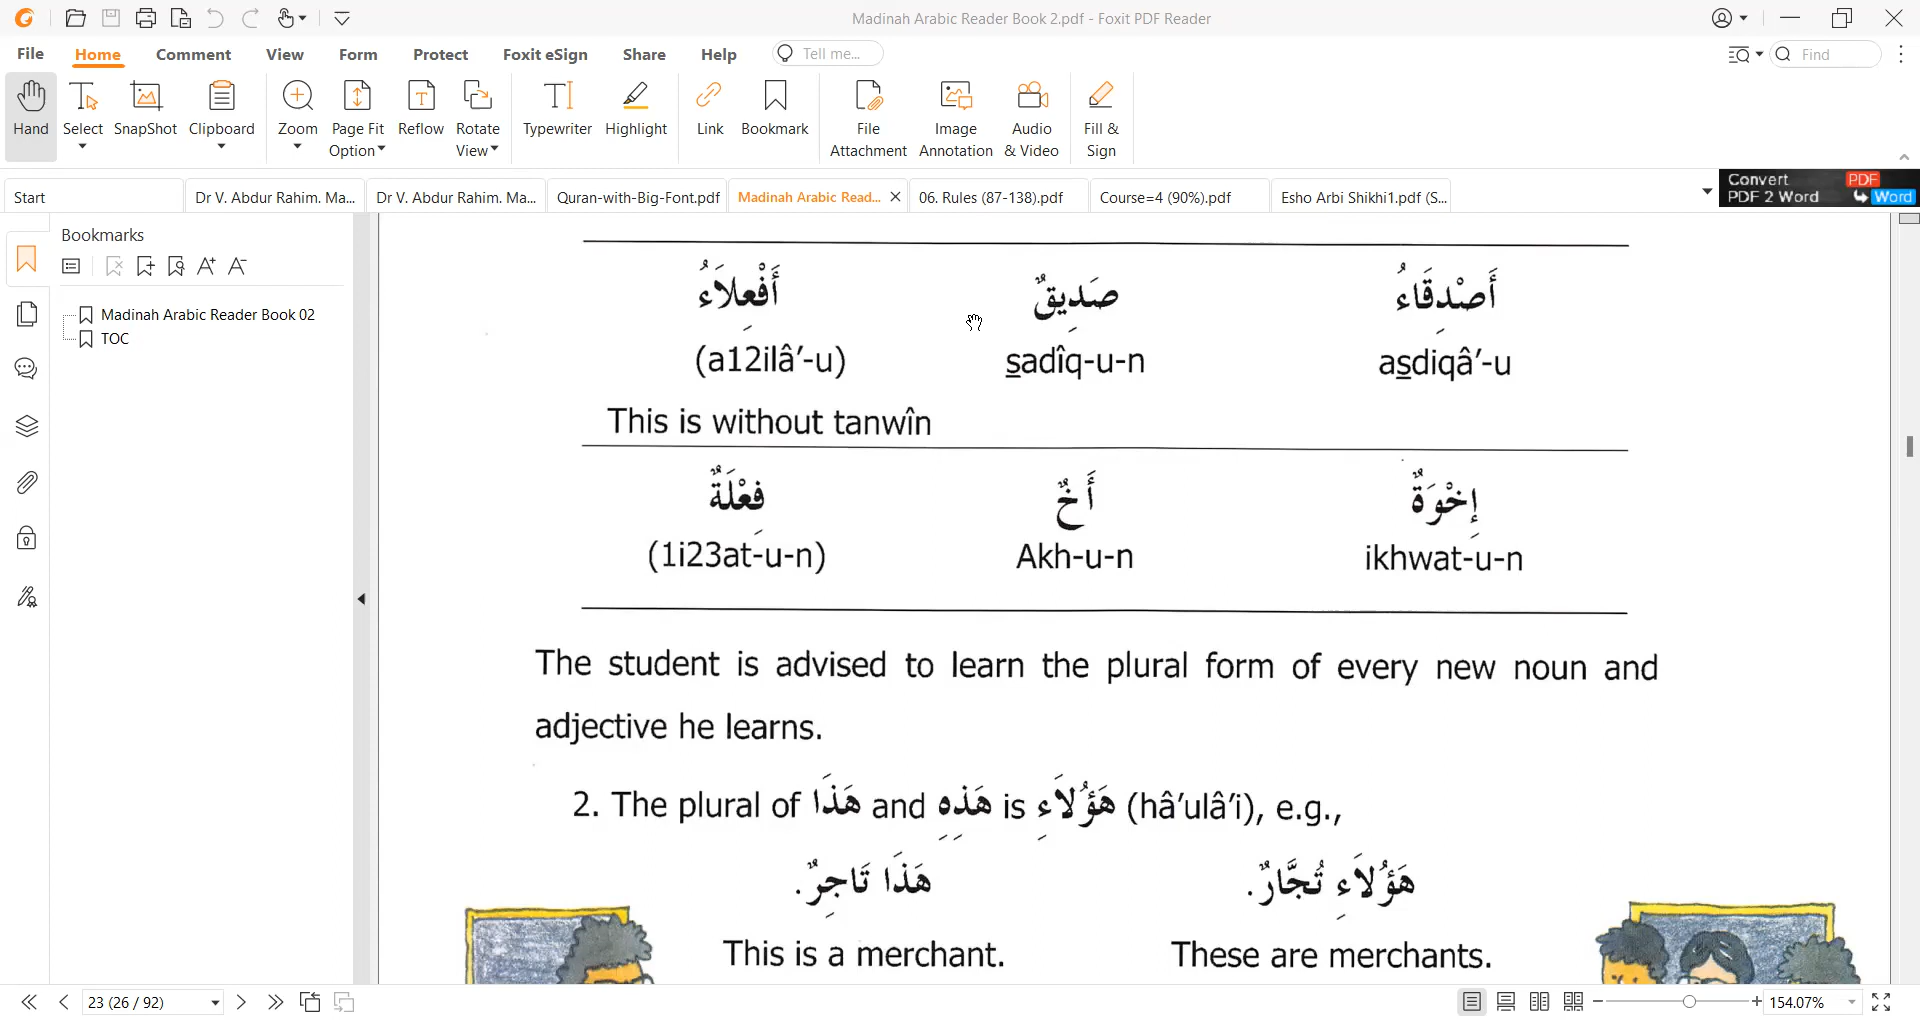 Madinah Arabic Reader Book 2.pdf - Foxit PDF Reader
File Home Comment View Form Protect Foxit eSign Share Help Tell me... Find
Hand Select SnapShot Clipboard Zoom Page Fit Option Reflow Rotate View Typewriter Highlight Link Bookmark File Attachment Image Annotation Audio & Video Fill & Sign
Start Dr V. Abdur Rahim. Ma... Dr V. Abdur Rahim. Ma... Quran-with-Big-Font.pdf Madinah Arabic Read... 06. Rules (87-138).pdf Course=4 (90%).pdf Esho Arbi Shikhi1.pdf (S...
Convert PDF
PDF 2 Word Word
Bookmarks
Madinah Arabic Reader Book 02
TOC
أَفْعِلَاءُ صَدِيقٌ أَصْدِقَاءُ
(a12ilâ'-u) sadîq-u-n asdiqâ'-u
This is without tanwîn
فِعْلَةٌ أَخٌ إِخْوَةٌ
(1i23at-u-n) Akh-u-n ikhwat-u-n
The student is advised to learn the plural form of every new noun and
adjective he learns.
2. The plural of هَذَا and هَذِهِ is هَؤُلَاءِ (hâ'ulâ'i), e.g.,
هَذَا تَاجِرٌ. هَؤُلَاءِ تُجَّارٌ.
This is a merchant. These are merchants.
23 (26 / 92) 154.07%